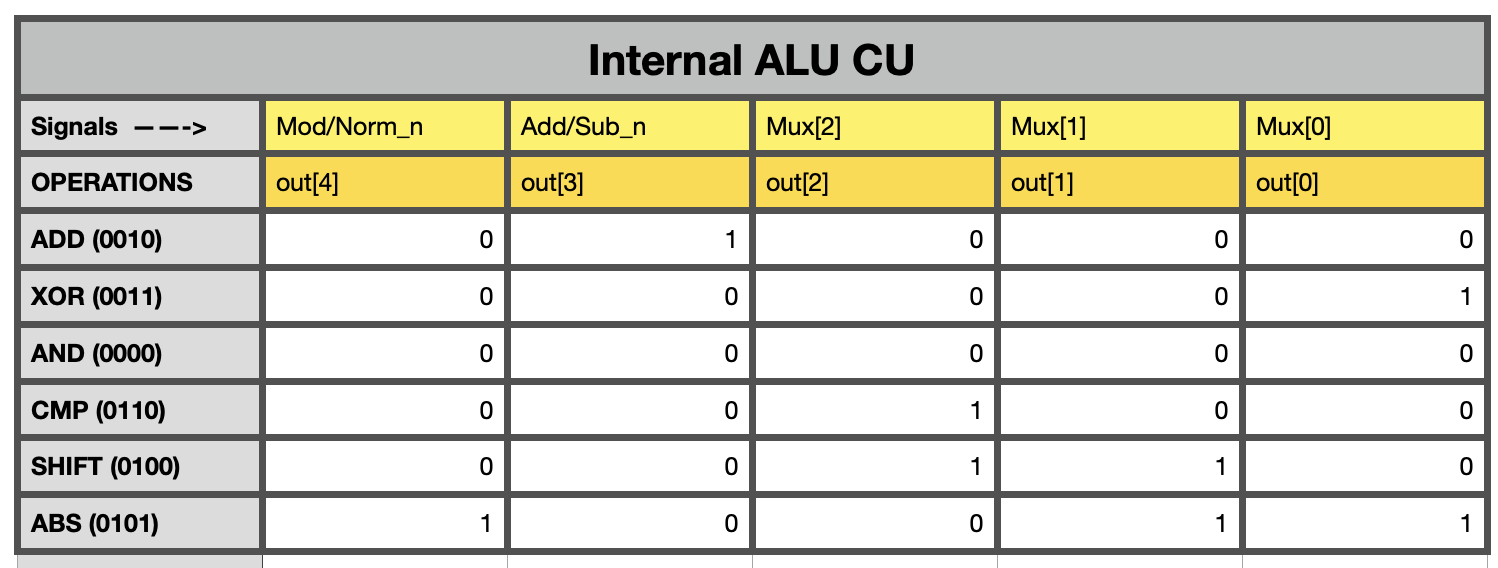 Internal ALU CU
Signals ———-> Mod/Norm_n Add/Sub_n Mux[2] Mux[1] Mux[0]
OPERATIONS out[4] out[3] out[2] out[1] out[0]
ADD (0010) 0 1 0 0 0
XOR (0011) 0 0 0 0 1
AND (0000) 0 0 0 0 0
CMP (0110) 0 0 1 0 0
SHIFT (0100) 0 0 1 1 0
ABS (0101) 1 0 0 1 1